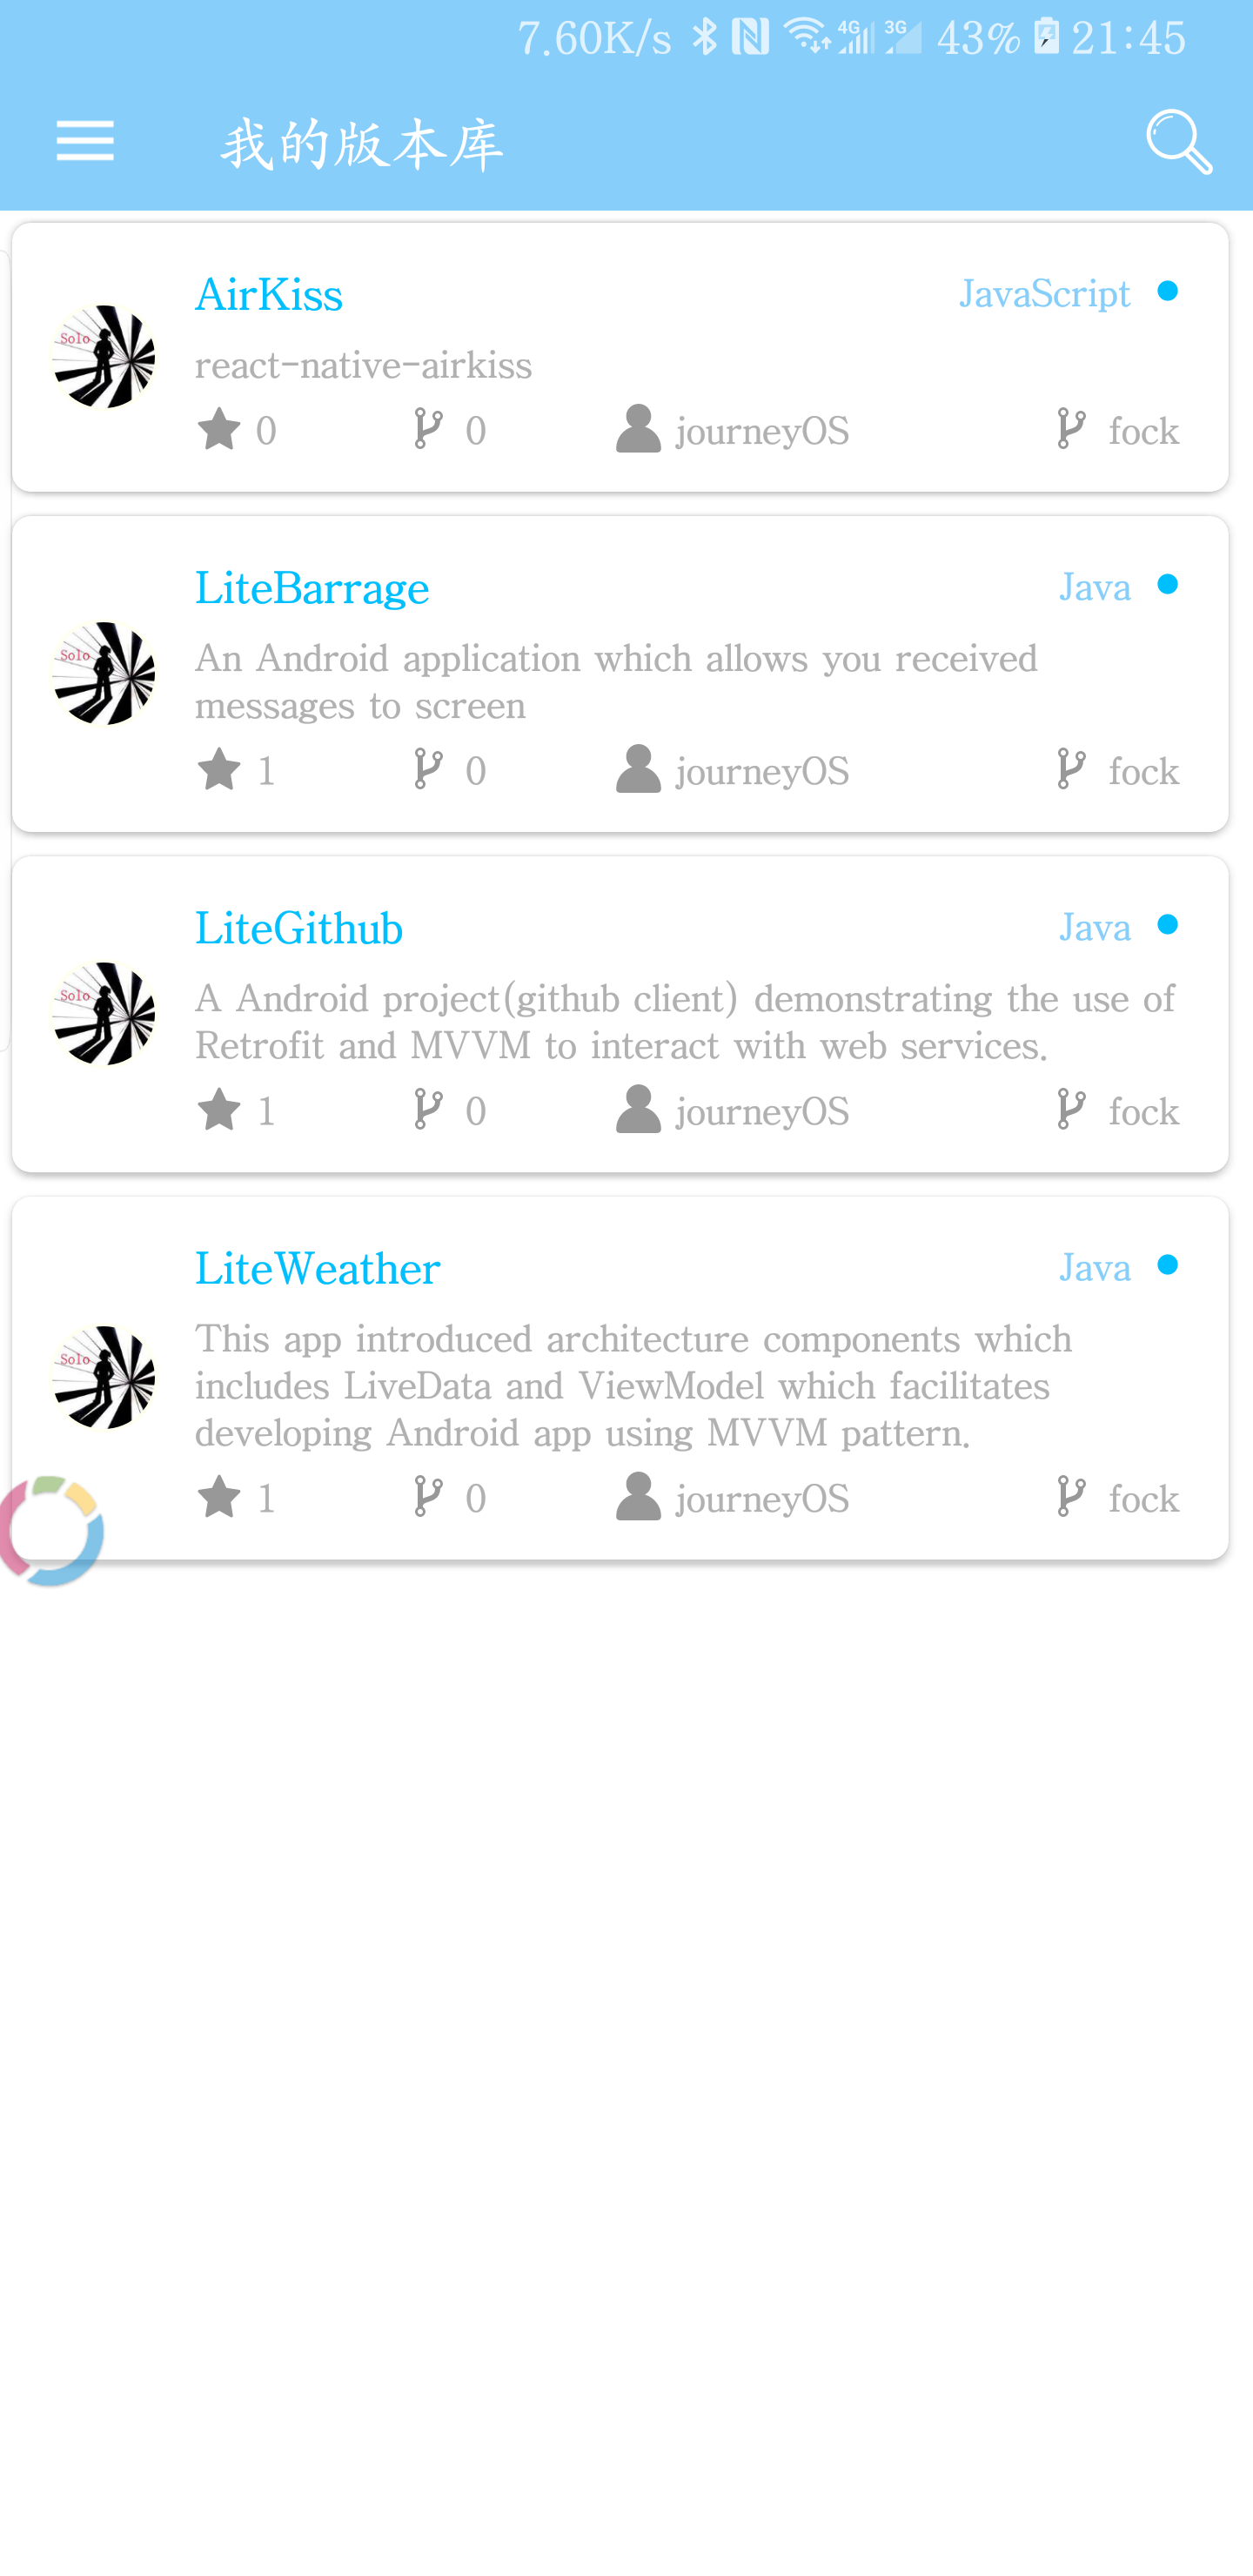 7.60K/s 4G 3G 43% 21:45
我的版本库
AirKiss JavaScript
Solo
react-native-airkiss
0 0 journeyOS fock
LiteBarrage Java
Solo
An Android application which allows you received
messages to screen
1 0 journeyOS fock
LiteGithub Java
Solo
A Android project(github client) demonstrating the use of
Retrofit and MVVM to interact with web services.
1 0 journeyOS fock
LiteWeather Java
This app introduced architecture components which
Solo
includes LiveData and ViewModel which facilitates
developing Android app using MVVM pattern.
1 0 journeyOS fock